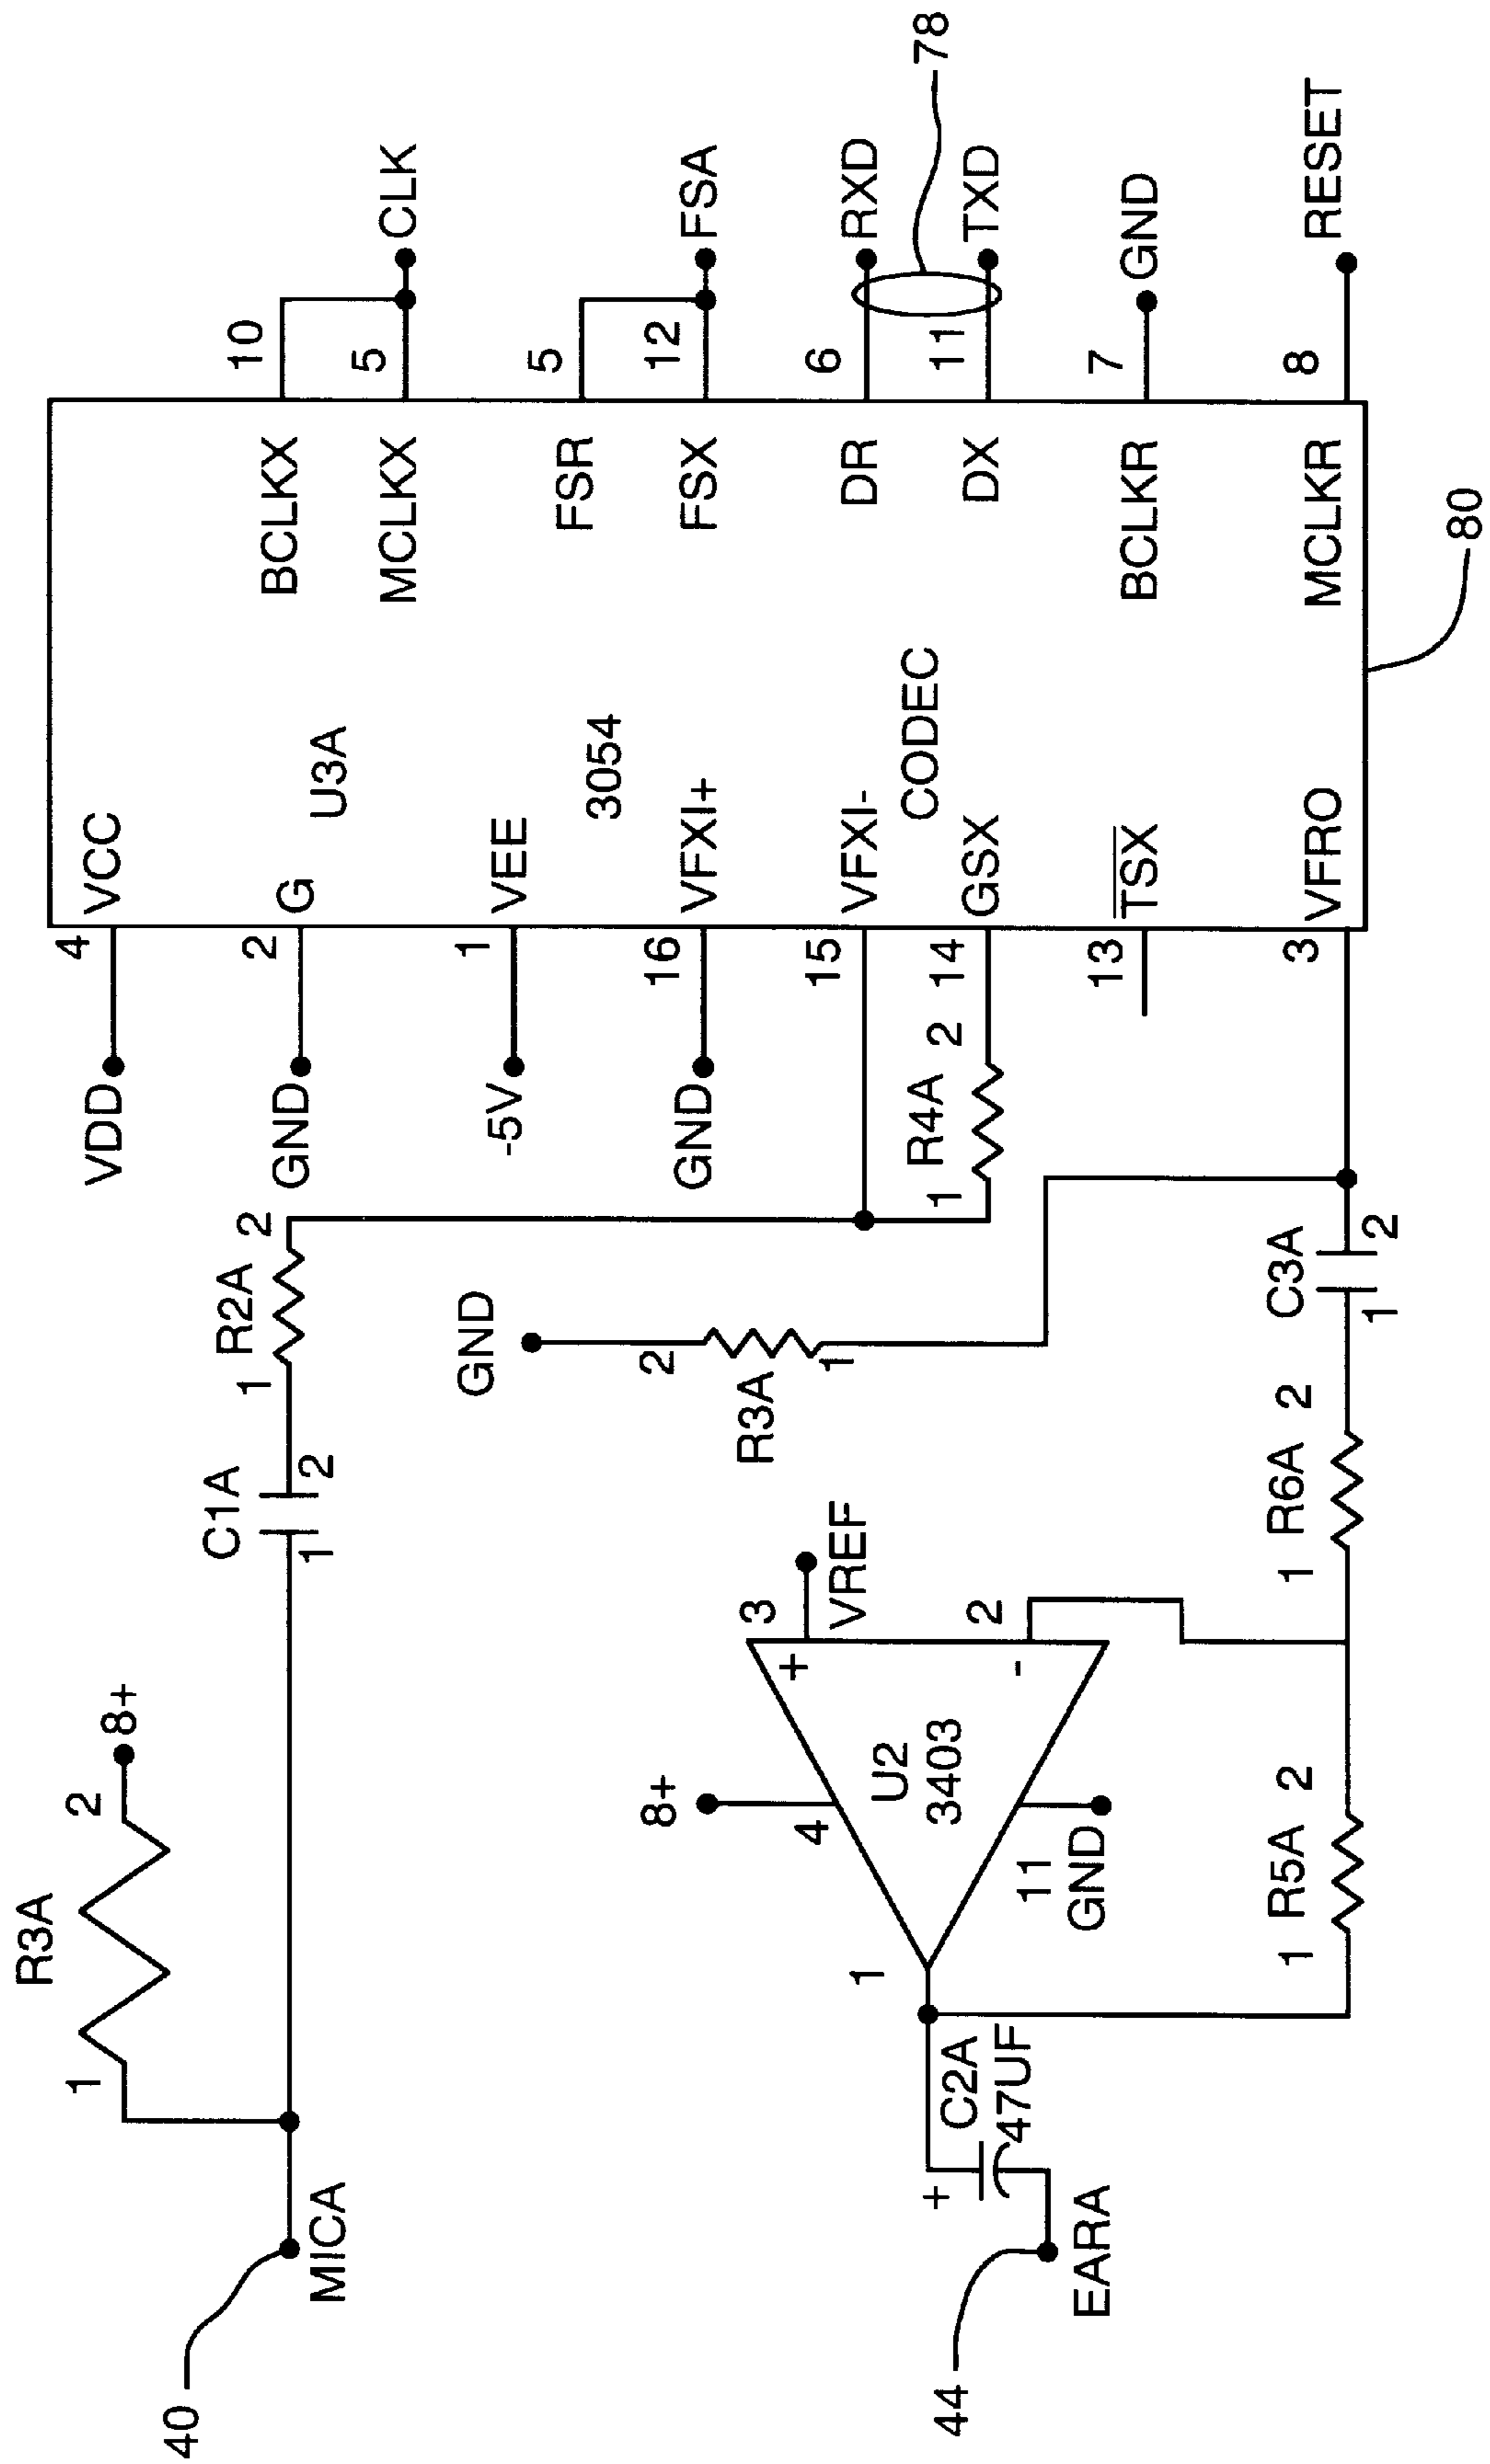 R3A
1
2
8+
40
MICA
C1A
1
2
R2A
1
2
VDD
4
VCC
GND
2
G
U3A
-5V
1
VEE
3054
GND
16
VFXI+
15
VFXI-
CODEC
R4A
1
2
14
GSX
13
TSX
3
VFRO
BCLKX
10
MCLKX
5
CLK
FSR
5
FSX
12
FSA
DR
6
RXD
DX
11
TXD
78
BCLKR
7
GND
MCLKR
8
RESET
80
GND
2
R3A
1
8+
4
3
+
VREF
U2
3403
2
-
1
11
GND
C2A
47UF
+
44
EARA
R5A
1
2
R6A
1
2
C3A
1
2